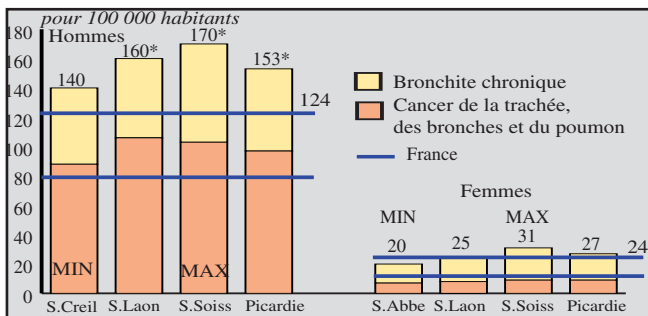 pour 100 000 habitants
Hommes
180
160
140
120
100
80
60
40
20
0
140
160*
170*
153*
124
MIN
MAX
S.Creil S.Laon S.Soiss Picardie
Bronchite chronique
Cancer de la trachée,
des bronches et du poumon
France
Femmes
MIN MAX
20 25 31 27 24
S.Abbe S.Laon S.Soiss Picardie